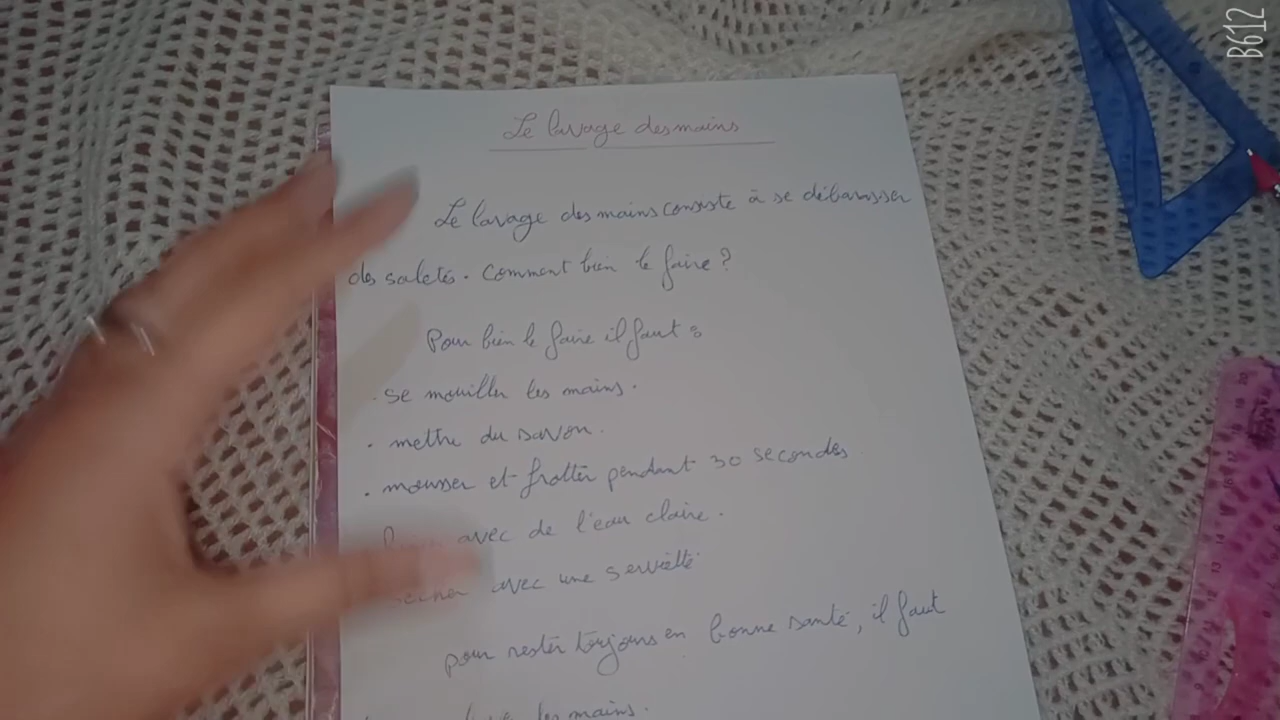 Le lavage des mains
Le lavage des mains consiste à se débarasser
des saletés. Comment bien le faire ?
Pour bien le faire il faut :
. se mouiller les mains.
. mettre du savon.
. mousser et frotter pendant 30 secondes
avec de l'eau claire.
avec une serviette
pour rester toujours en bonne santé, il faut
les mains.
B612